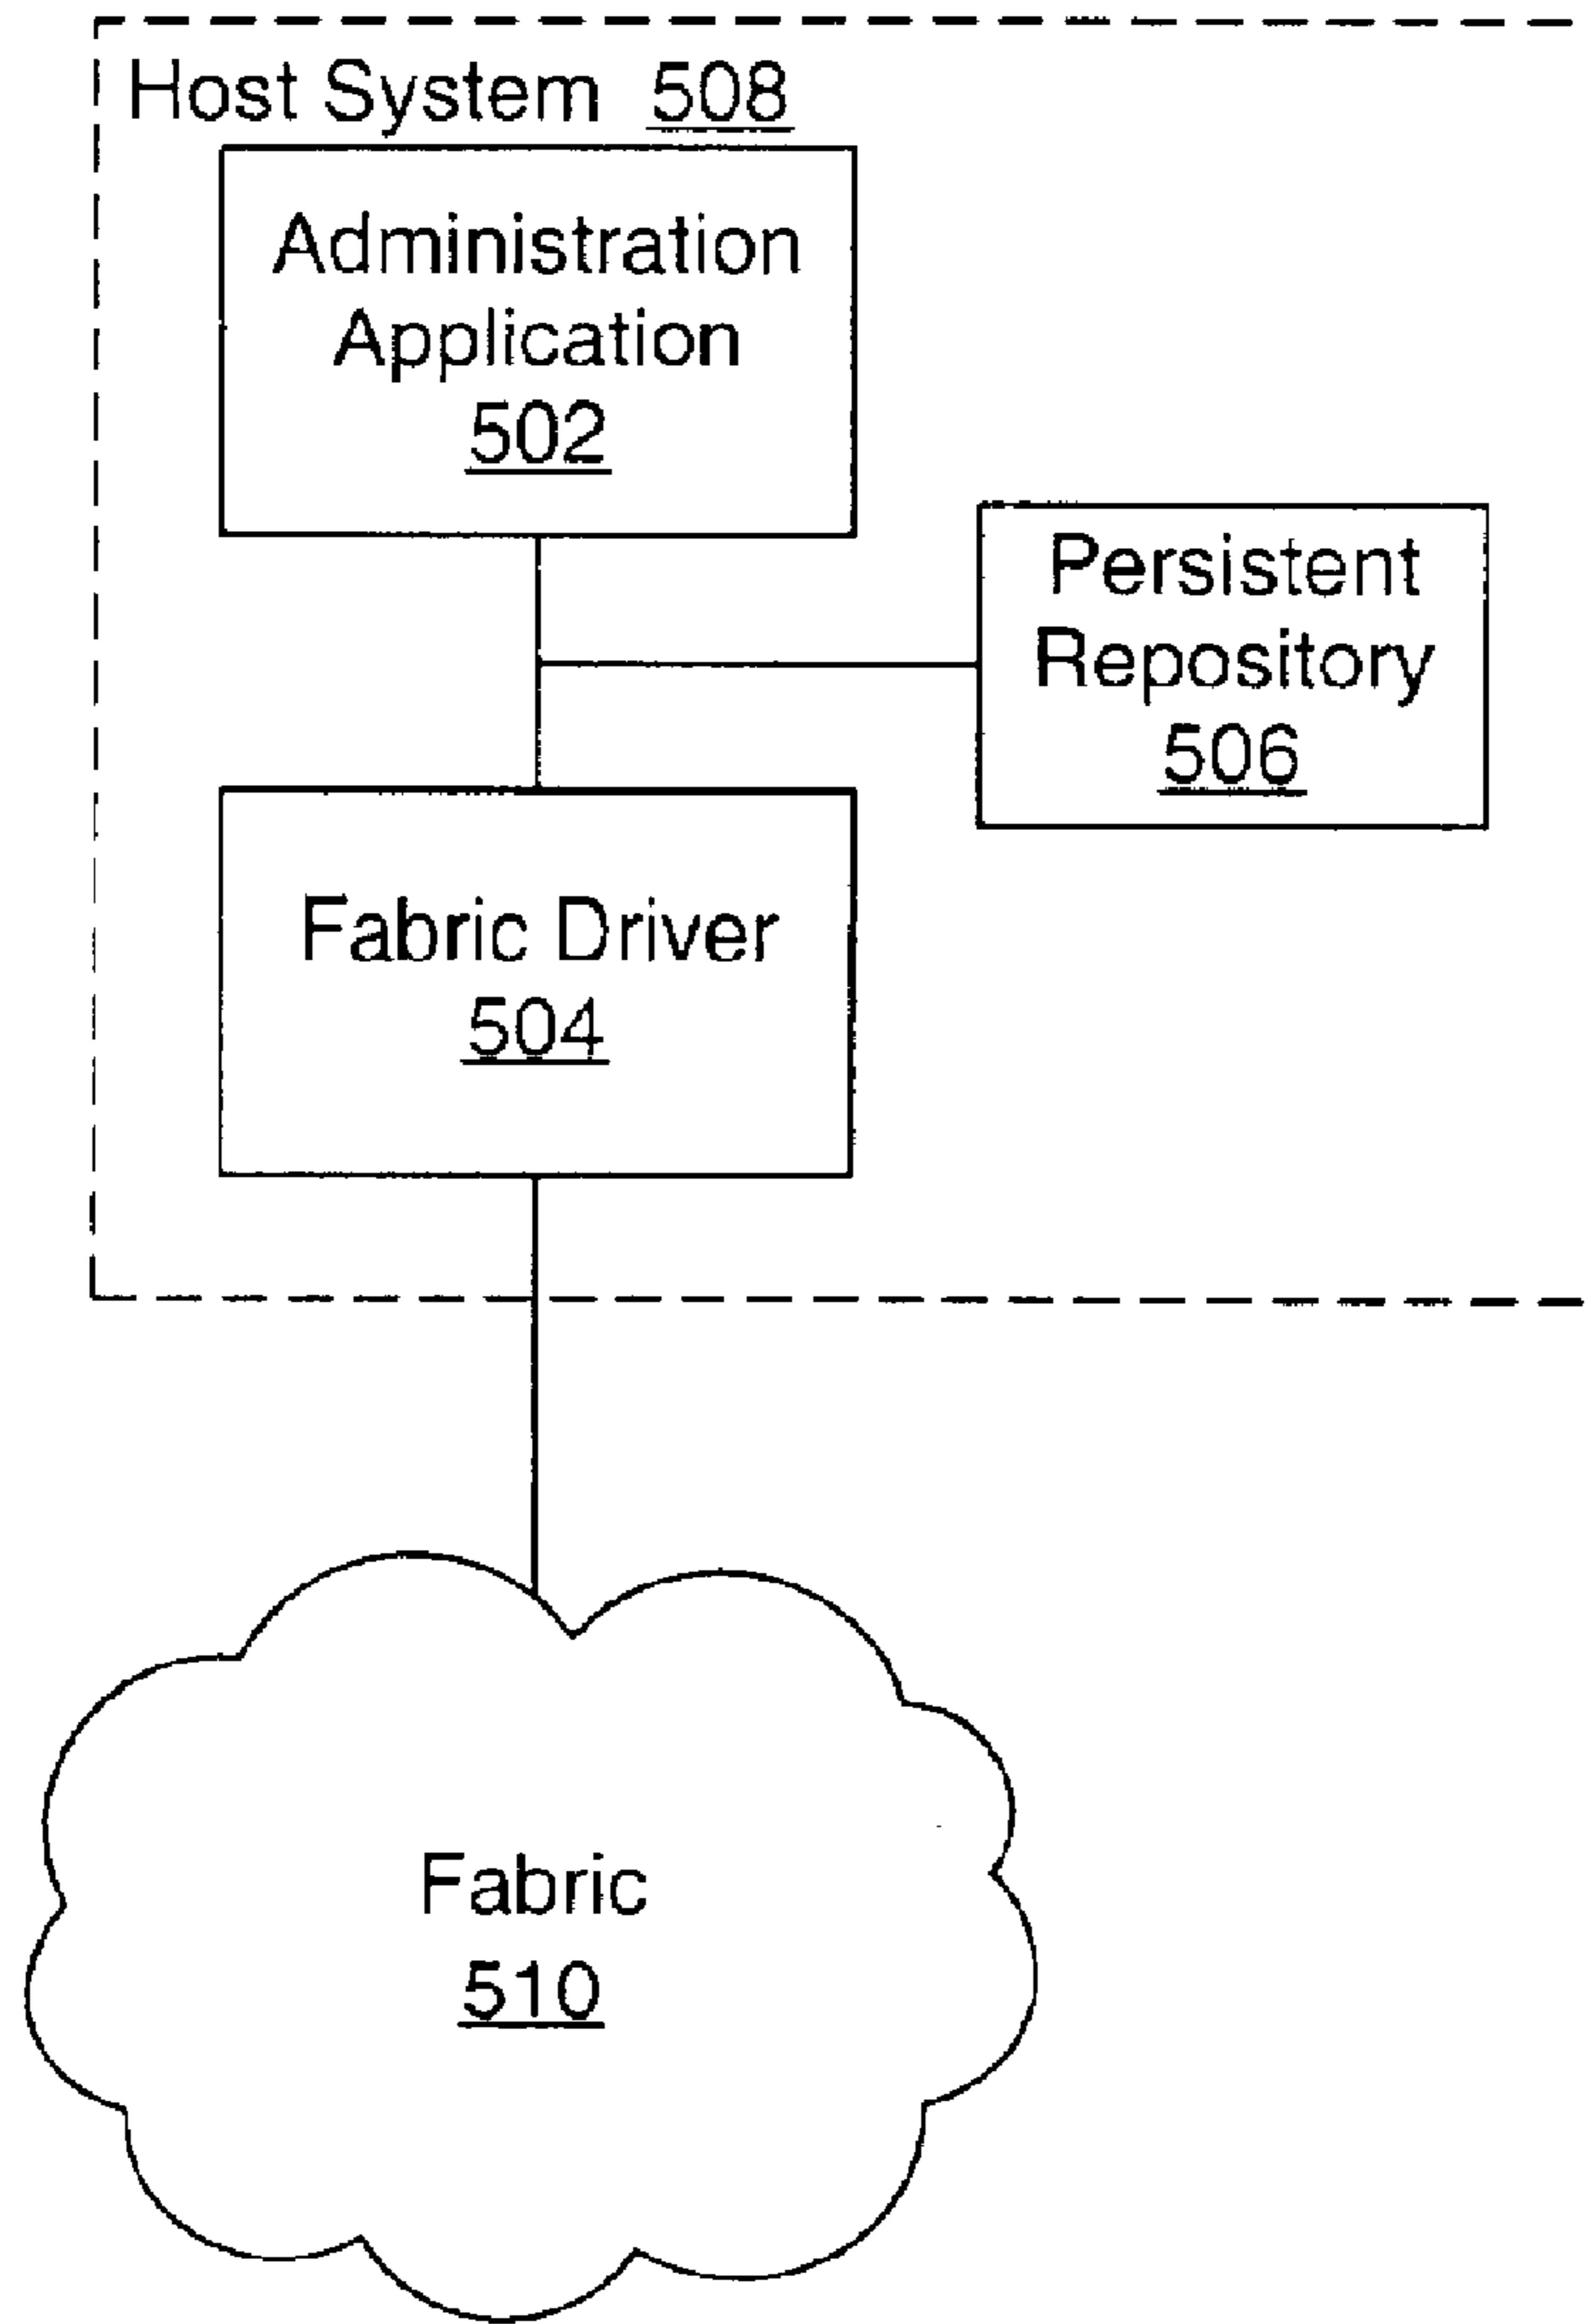 Host System 508
Administration
Application
502
Persistent
Repository
506
Fabric Driver
504
Fabric
510